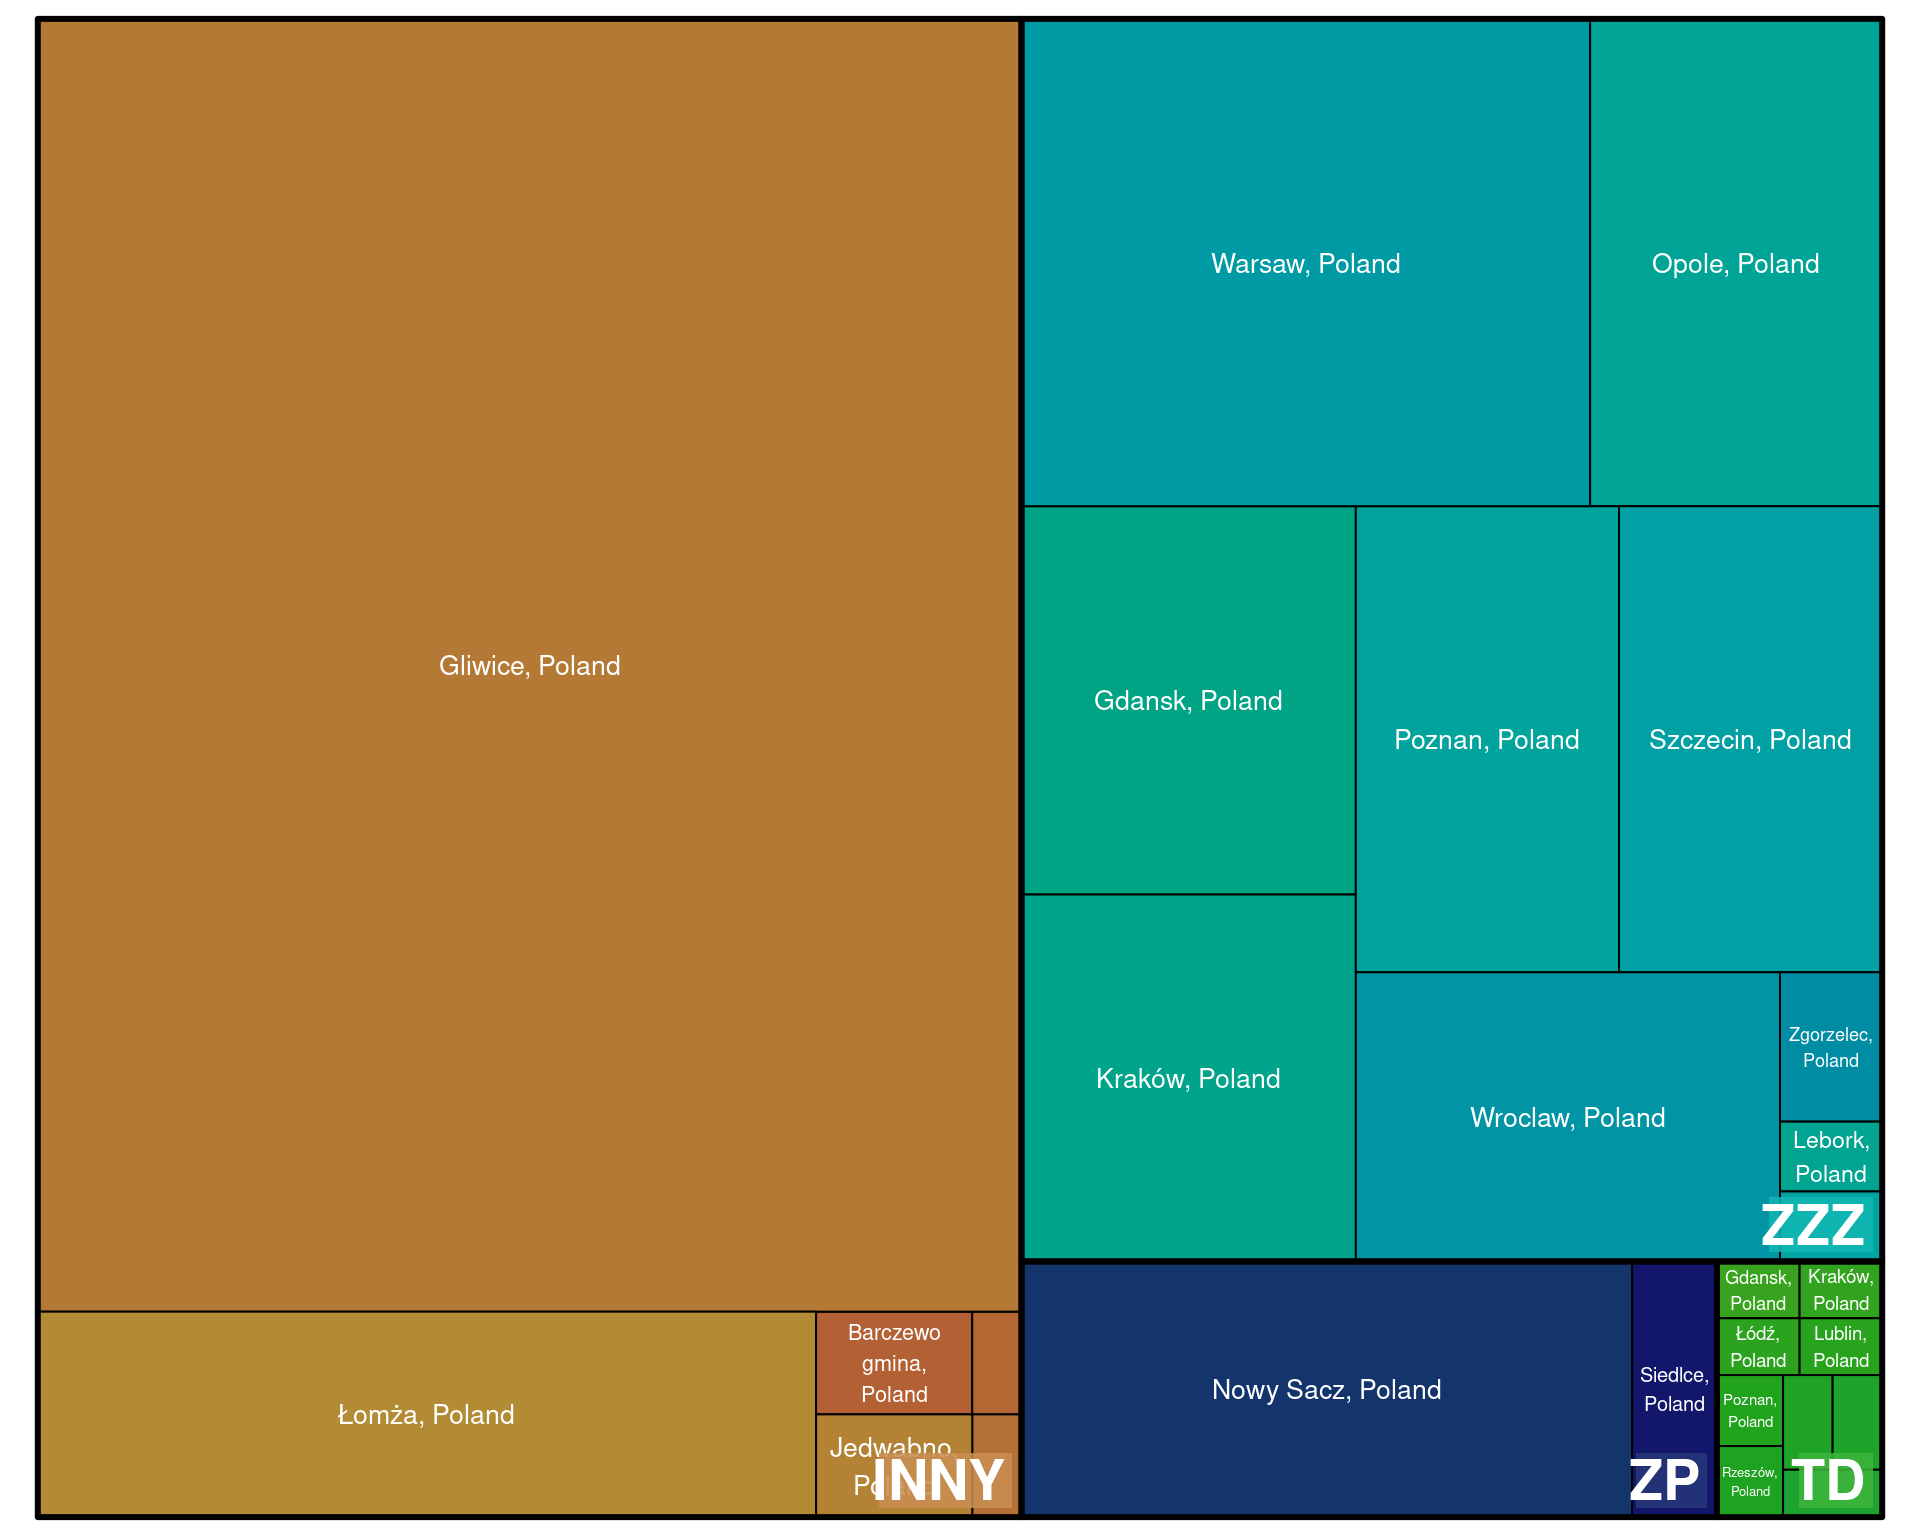 Gliwice, Poland
Łomża, Poland
Barczewo
gmina,
Poland
Jedwabno,
Poland
INNY
Warsaw, Poland
Opole, Poland
Gdansk, Poland
Poznan, Poland
Szczecin, Poland
Kraków, Poland
Wroclaw, Poland
Zgorzelec,
Poland
Lebork,
Poland
ZZZ
Nowy Sacz, Poland
Siedlce,
Poland
ZP
Gdansk,
Poland
Kraków,
Poland
Łódź,
Poland
Lublin,
Poland
Poznan,
Poland
Rzeszów,
Poland
TD